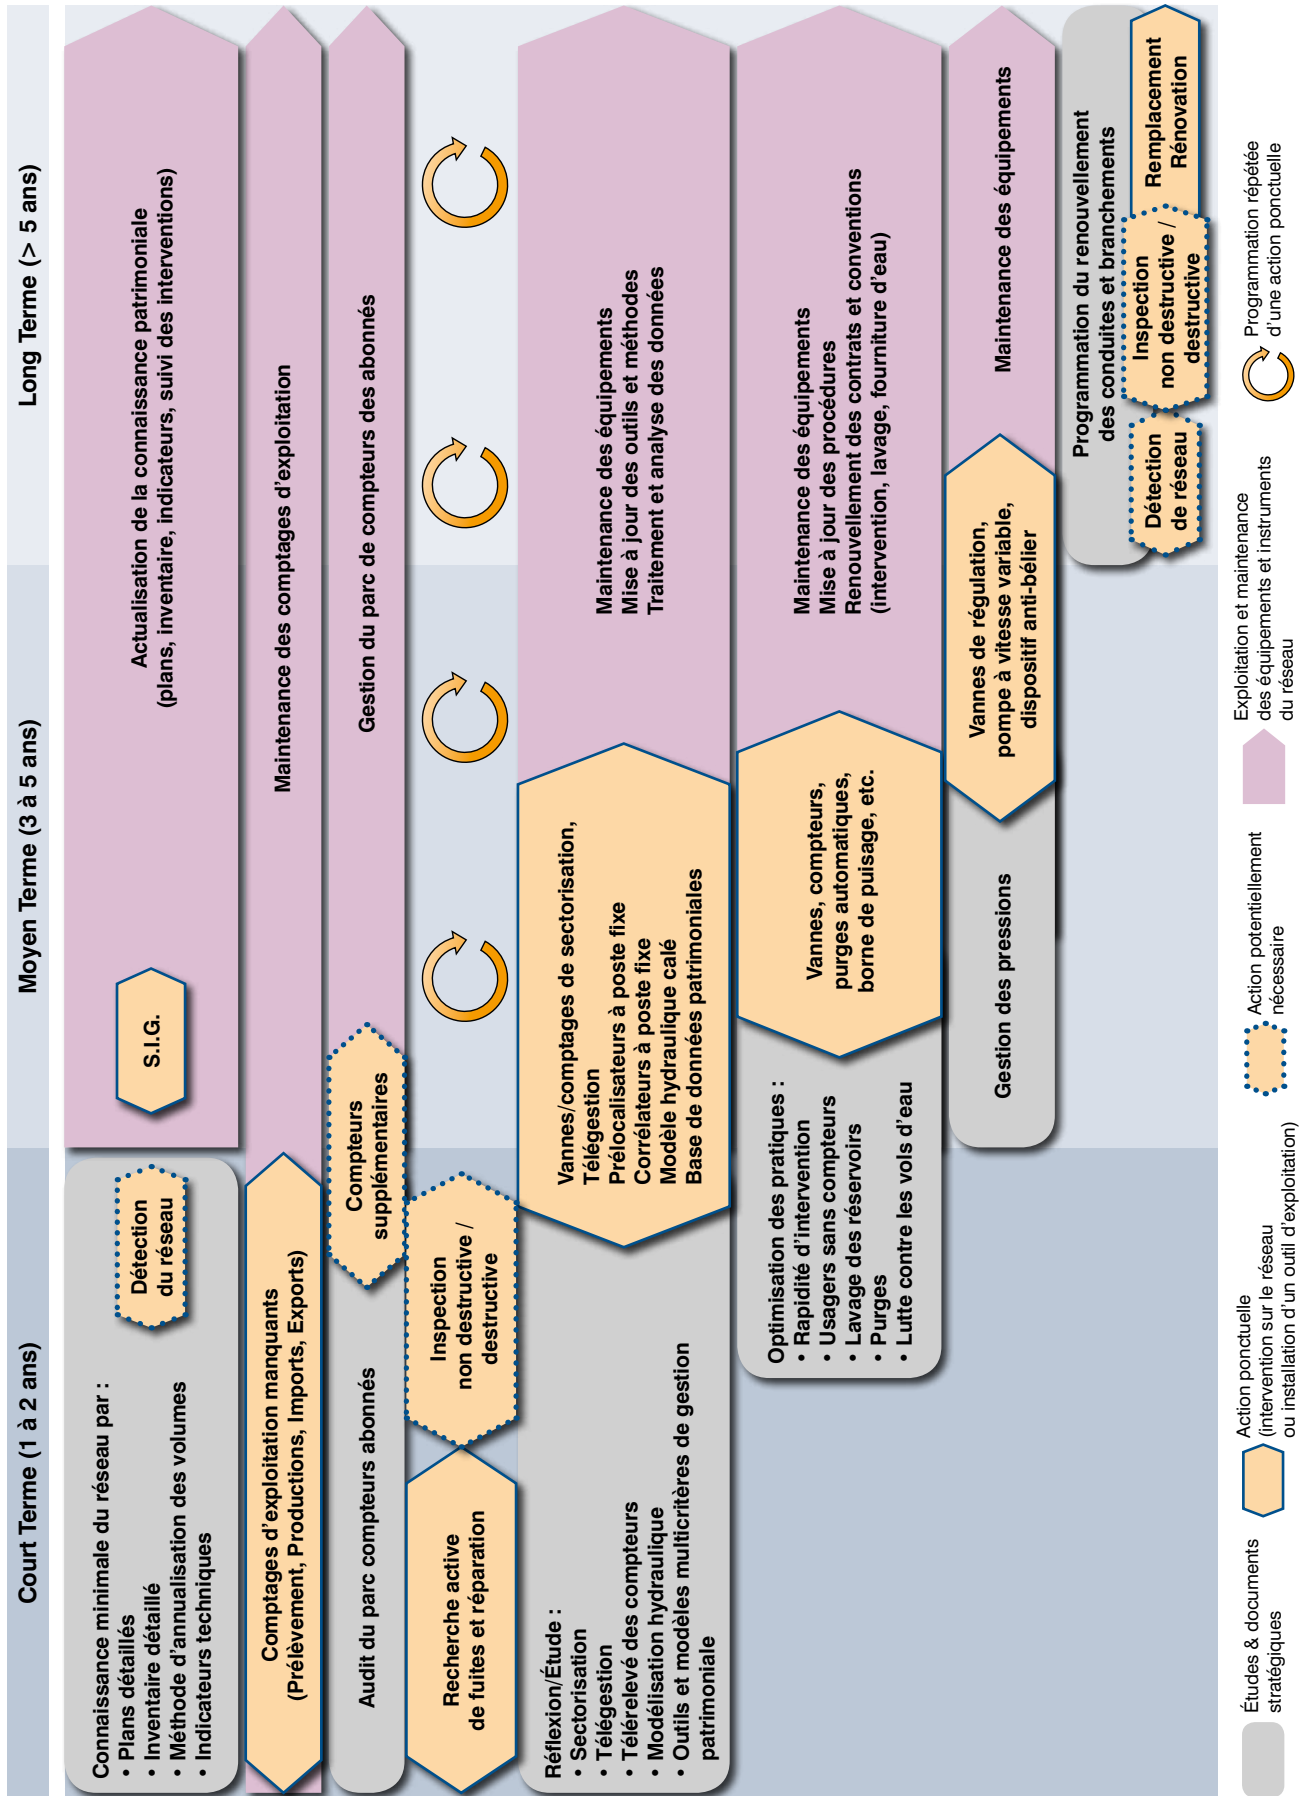 Court Terme (1 à 2 ans)
Moyen Terme (3 à 5 ans)
Long Terme (> 5 ans)
Connaissance minimale du réseau par :
• Plans détaillés
• Inventaire détaillé
• Méthode d'annualisation des volumes
• Indicateurs techniques
Détection
du réseau
S.I.G.
Actualisation de la connaissance patrimoniale
(plans, inventaire, indicateurs, suivi des interventions)
Comptages d'exploitation manquants
(Prélèvement, Productions, Imports, Exports)
Maintenance des comptages d'exploitation
Audit du parc compteurs abonnés
Compteurs
supplémentaires
Gestion du parc de compteurs des abonnés
Recherche active
de fuites et réparation
Inspection
non destructive /
destructive
Réflexion/Étude :
• Sectorisation
• Télégestion
• Télérelevé des compteurs
• Modélisation hydraulique
• Outils et modèles multicritères de gestion
patrimoniale
Vannes/comptages de sectorisation,
Télégestion
Prélocalisateurs à poste fixe
Corrélateurs à poste fixe
Modèle hydraulique calé
Base de données patrimoniales
Maintenance des équipements
Mise à jour des outils et méthodes
Traitement et analyse des données
Optimisation des pratiques :
• Rapidité d'intervention
• Usagers sans compteurs
• Lavage des réservoirs
• Purges
• Lutte contre les vols d'eau
Vannes, compteurs,
purges automatiques,
borne de puisage, etc.
Maintenance des équipements
Mise à jour des procédures
Renouvellement des contrats et conventions
(intervention, lavage, fourniture d'eau)
Gestion des pressions
Vannes de régulation,
pompe à vitesse variable,
dispositif anti-bélier
Maintenance des équipements
Programmation du renouvellement
des conduites et branchements
Détection
de réseau
Inspection
non destructive /
destructive
Remplacement
Rénovation
Études & documents
stratégiques
Action ponctuelle
(intervention sur le réseau
ou installation d'un outil d'exploitation)
Action potentiellement
nécessaire
Exploitation et maintenance
des équipements et instruments
du réseau
Programmation répétée
d'une action ponctuelle